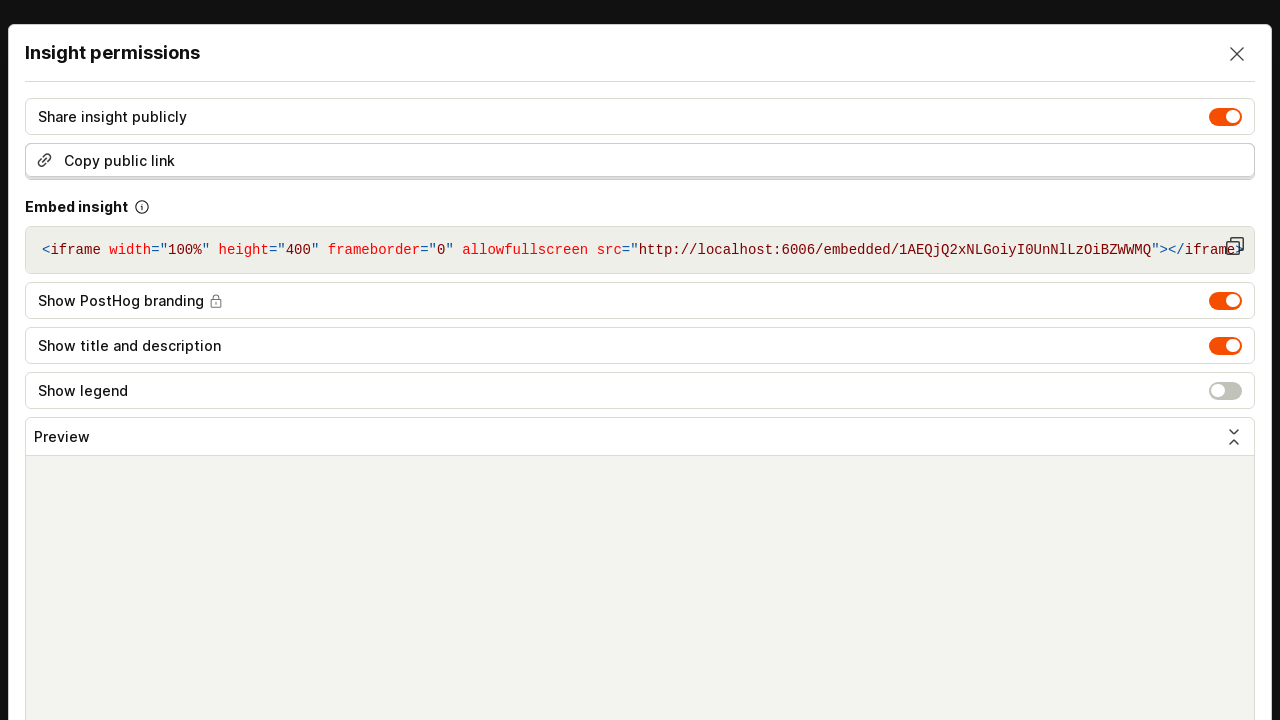 Insight permissions
Share insight publicly
Copy public link
Embed insight
<iframe width="100%" height="400" frameborder="0" allowfullscreen src="http://localhost:6006/embedded/1AEQjQ2xNLGoiyI0UnNlLzOiBZWWMQ"></iframe>
Show PostHog branding
Show title and description
Show legend
Preview